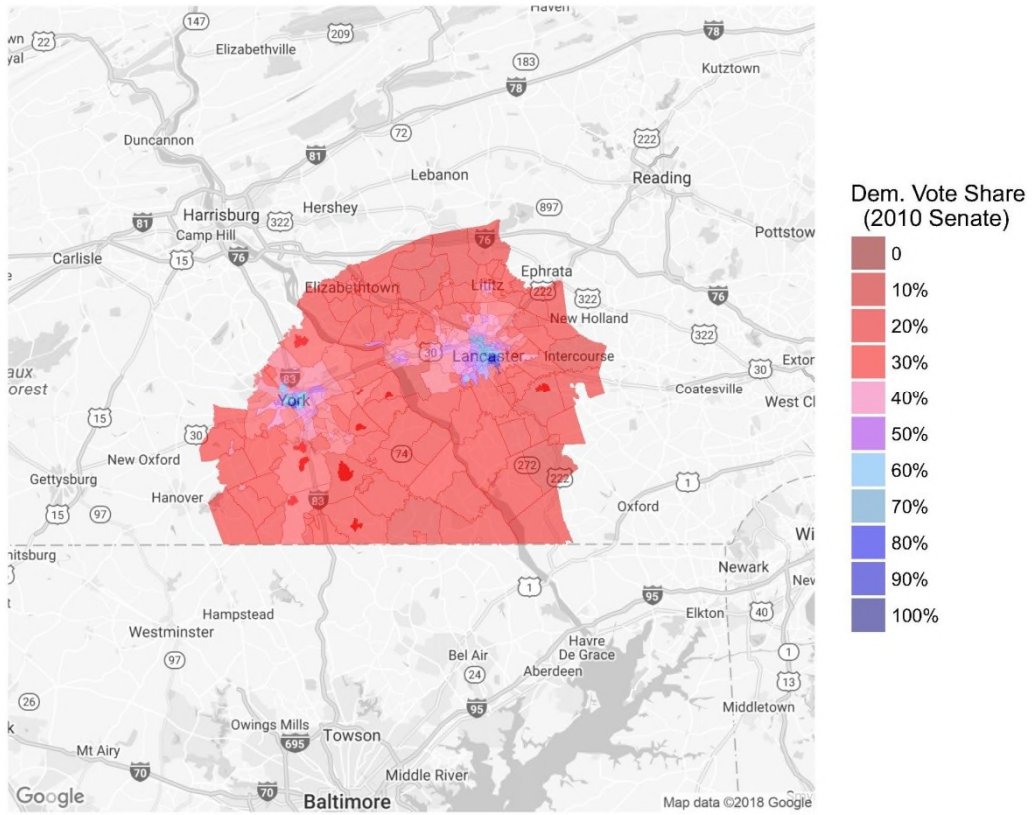 Haven
147
209
wn
22
yal
Elizabethville
78
183
Kutztown
78
Duncannon
72
222
81
Lebanon
Reading
Harrisburg
Hershey
897
322
81
Camp Hill
Pottstow
76
Carlisle
15
76
Ephrata
Elizabethtown
Lititz
222
322
76
New Holland
322
30
Lancaster
Intercourse
Exton
30
aux
orest
83
Coatesville
West Cl
York
15
30
New Oxford
74
272
222
Gettysburg
1
Hanover
83
Oxford
15
97
Wi
nitsburg
Newark
New
1
95
Hampstead
Elkton
40
Westminster
97
Havre
De Grace
Bel Air
1
24
Aberdeen
13
26
95
Middletown
k
Owings Mills
695
Towson
Mt Airy
70
70
Middle River
Google
Baltimore
Map data ©2018 Google
Dem. Vote Share
(2010 Senate)
0
10%
20%
30%
40%
50%
60%
70%
80%
90%
100%